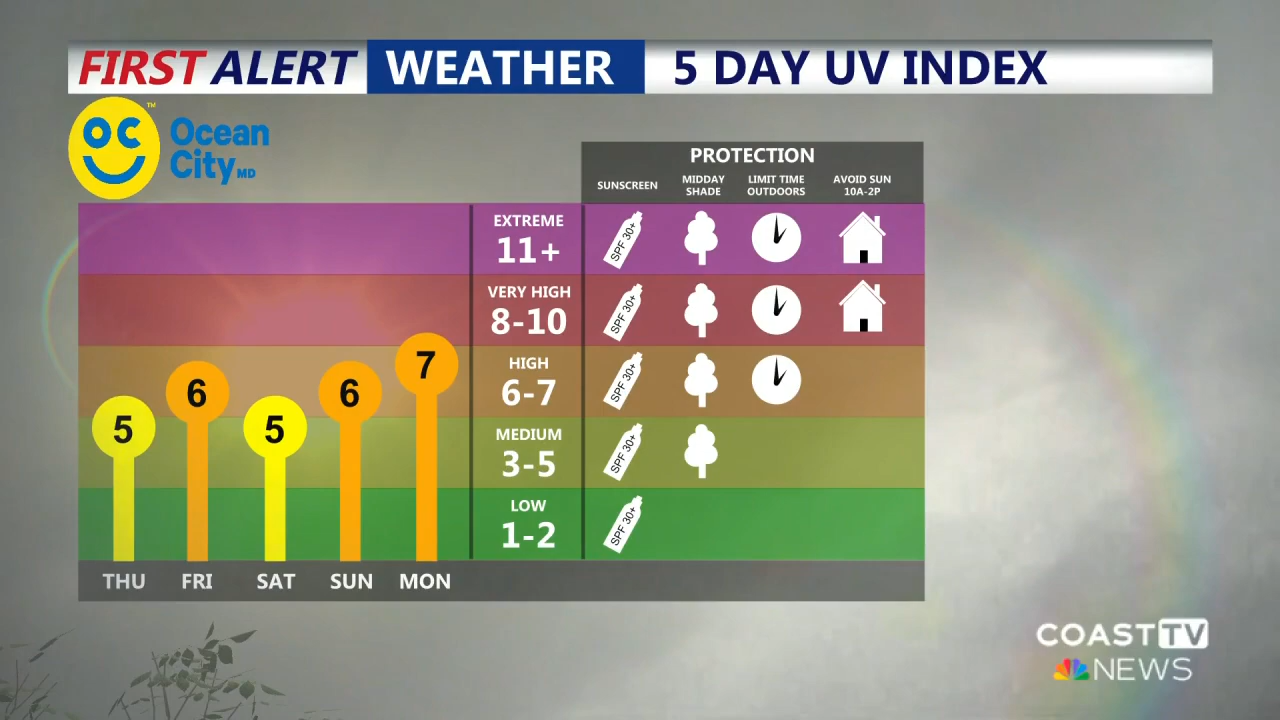 FIRST ALERT WEATHER 5 DAY UV INDEX
OC
™
Ocean
City MD
PROTECTION
SUNSCREEN
MIDDAY
SHADE
LIMIT TIME
OUTDOORS
AVOID SUN
10A-2P
EXTREME
11+
SPF 30+
VERY HIGH
8-10
SPF 30+
HIGH
6-7
SPF 30+
MEDIUM
3-5
SPF 30+
LOW
1-2
SPF 30+
5 6 5 6 7
THU FRI SAT SUN MON
COAST TV
NEWS